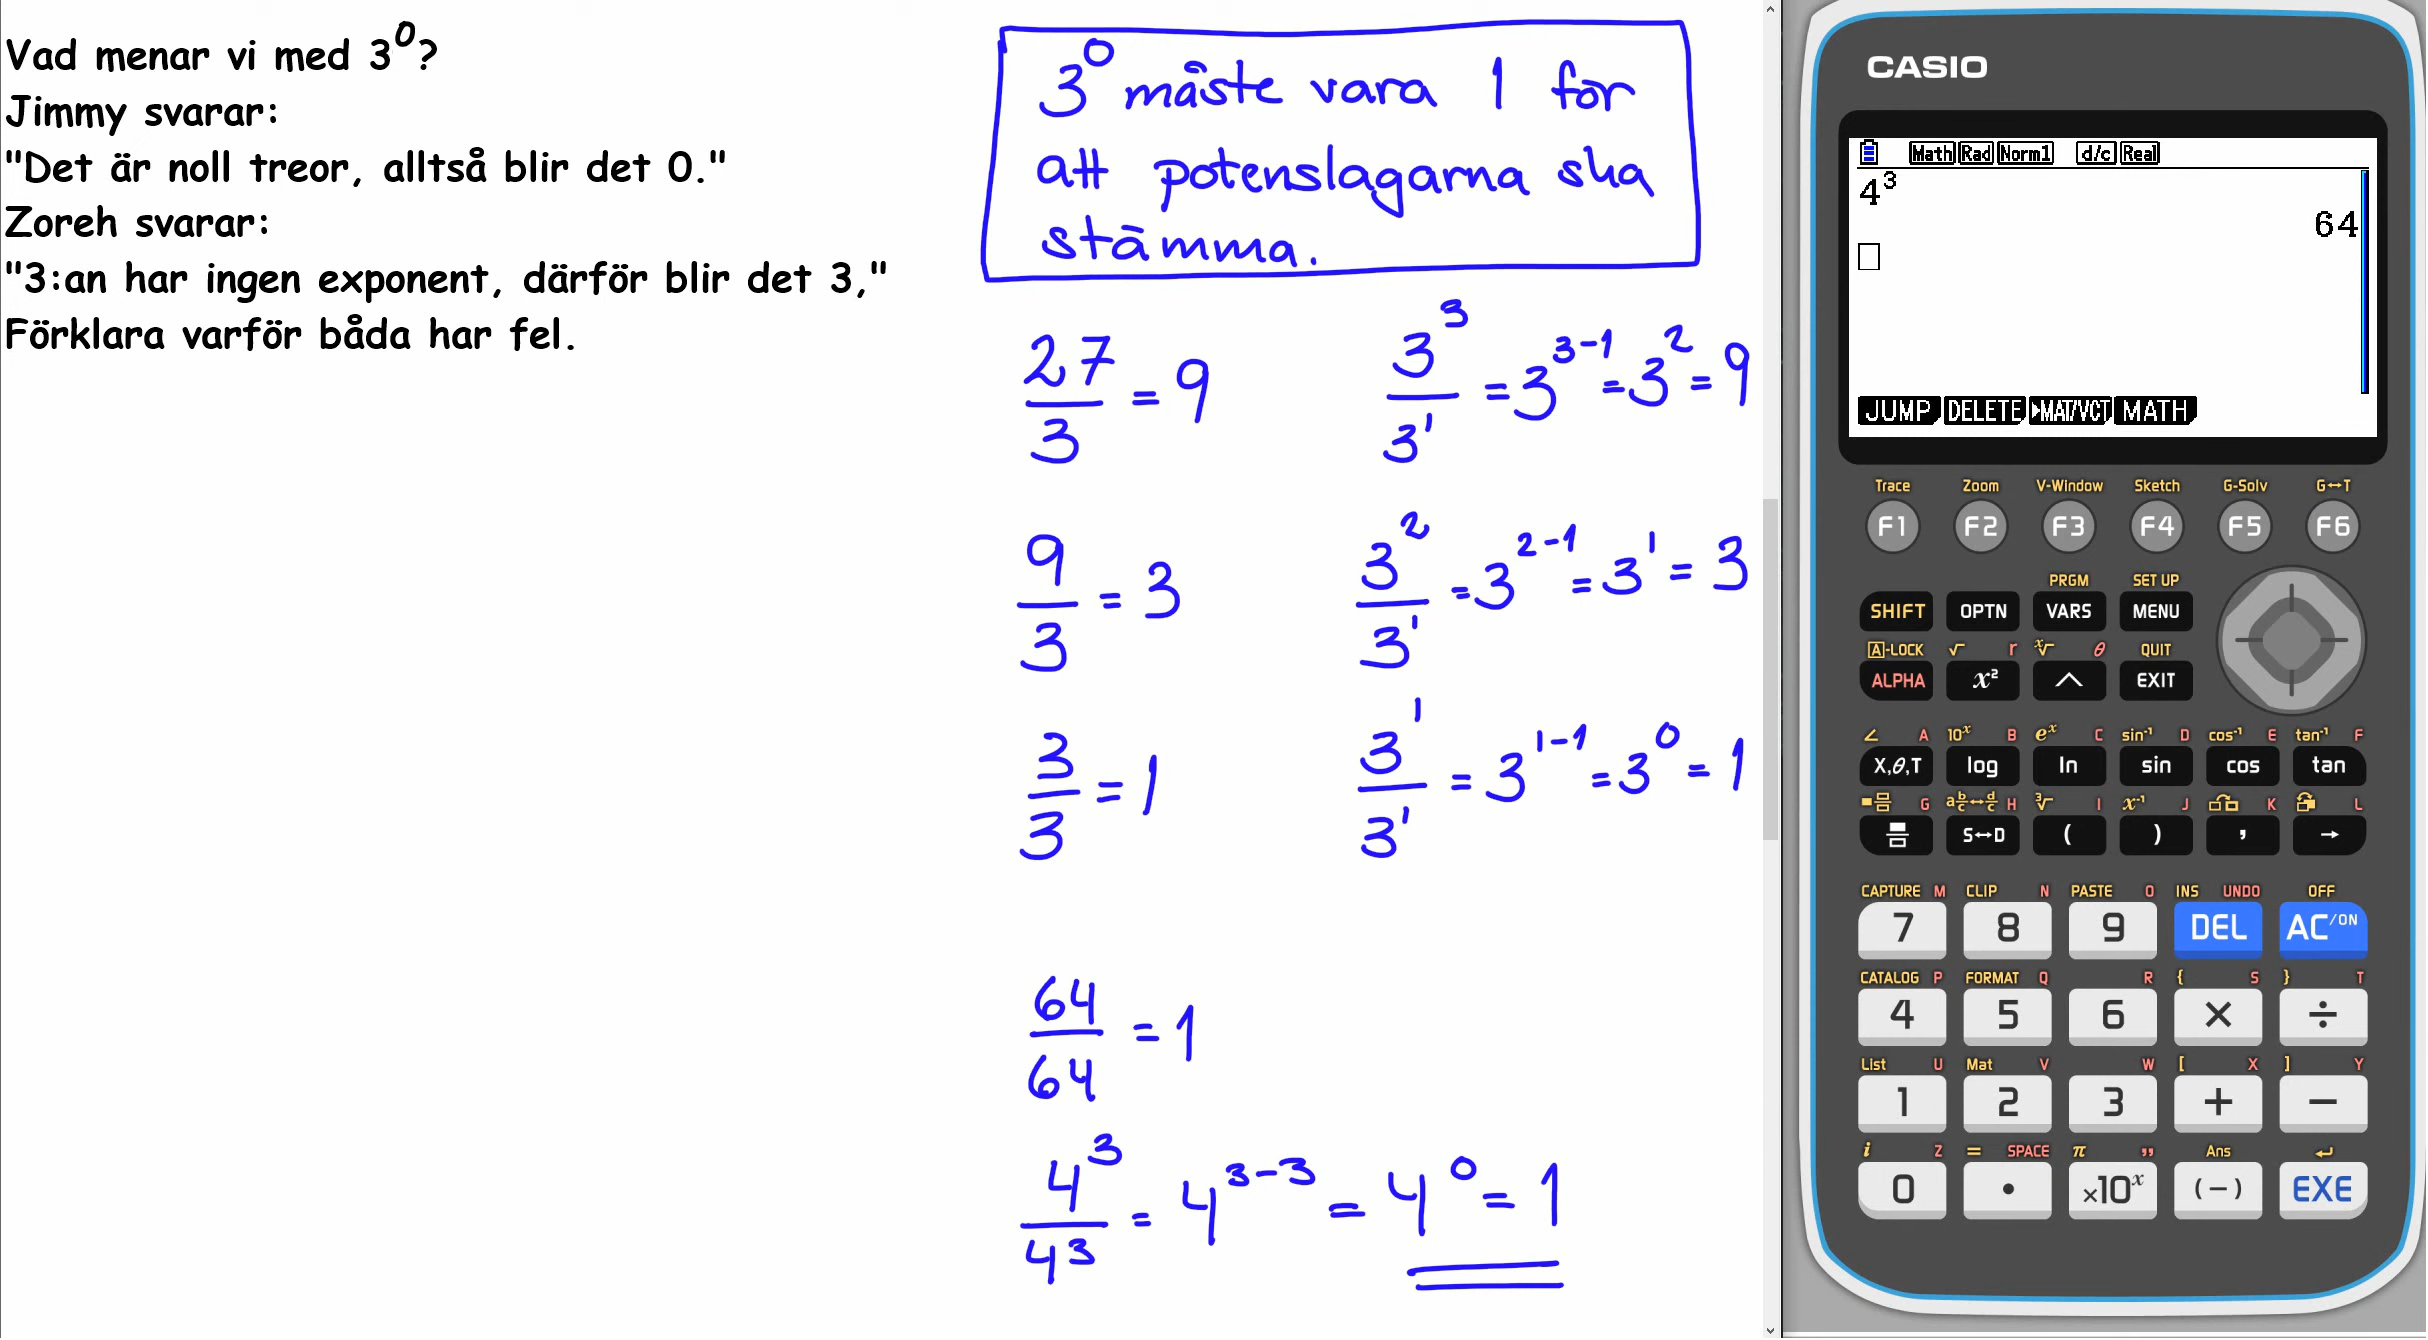 Vad menar vi med 3⁰?
Jimmy svarar:
"Det är noll treor, alltså blir det 0."
Zoreh svarar:
"3:an har ingen exponent, därför blir det 3,"
Förklara varför båda har fel.
3⁰ måste vara 1 för
att potenslagarna ska
stämma.
27/3 = 9
3³/3¹ = 3³⁻¹ = 3² = 9
9/3 = 3
3²/3¹ = 3²⁻¹ = 3¹ = 3
3/3 = 1
3¹/3¹ = 3¹⁻¹ = 3⁰ = 1
64/64 = 1
4³/4³ = 4³⁻³ = 4⁰ = 1
CASIO
Math Rad Norm1 d/c Real
4³
64
JUMP DELETE ▸MAT/VCT MATH
Trace Zoom V-Window Sketch G-Solv G↔T
F1 F2 F3 F4 F5 F6
PRGM SET UP
SHIFT OPTN VARS MENU
A-LOCK √ r ˣ√ θ QUIT
ALPHA x² ^ EXIT
∠ A 10ˣ B eˣ C sin⁻¹ D cos⁻¹ E tan⁻¹ F
X,θ,T log ln sin cos tan
G a b/c↔d/c H ³√ I x⁻¹ J K L
S↔D ( ) , →
CAPTURE M CLIP N PASTE O INS UNDO OFF
7 8 9 DEL AC/ON
CATALOG P FORMAT Q R { S } T
4 5 6 × ÷
List U Mat V W [ X ] Y
1 2 3 + −
i Z = SPACE π " Ans ↵
0 • ×10ˣ (−) EXE